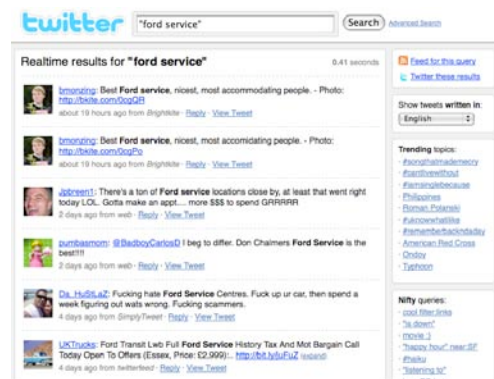 twitter
"ford service"
Search
Advanced Search
Realtime results for "ford service"
0.41 seconds
bmonzing: Best Ford service, nicest, most accommodating people. - Photo:
http://bkite.com/0cgQR
about 19 hours ago from Brightkite · Reply · View Tweet
bmonzing: Best Ford service, nicest, most accomidating people. - Photo:
http://bkite.com/0cgPo
about 19 hours ago from Brightkite · Reply · View Tweet
Jpbreen1: There's a ton of Ford service locations close by, at least that went right
today LOL. Gotta make an appt.... more $$$ to spend GRRRRR
2 days ago from web · Reply · View Tweet
pumbasmom: @BadboyCarlosD I beg to differ. Don Chalmers Ford Service is the
best!!!!
2 days ago from web · Reply · View Tweet
Da_HuStLaZ: Fucking hate Ford Service Centres. Fuck up ur car, then spend a
week figuring out wats wrong. Fucking scammers.
4 days ago from SimplyTweet · Reply · View Tweet
UKTrucks: Ford Transit Lwb Full Ford Service History Tax And Mot Bargain Call
Today Open To Offers (Essex, Price: £2,999):.. http://bit.ly/juFuZ (expand)
4 days ago from twitterfeed · Reply · View Tweet
Feed for this query
Twitter these results
Show tweets written in:
English
Trending topics:
· #songthatmademecry
· #cantlivewithout
· #iamsinglebecause
· Philippines
· Roman Polanski
· #uknowwhatilike
· #rememberbackndaday
· American Red Cross
· Ondoy
· Typhoon
Nifty queries:
· cool filter:links
· "is down"
· movie :)
· "happy hour" near:SF
· #haiku
· "listening to"